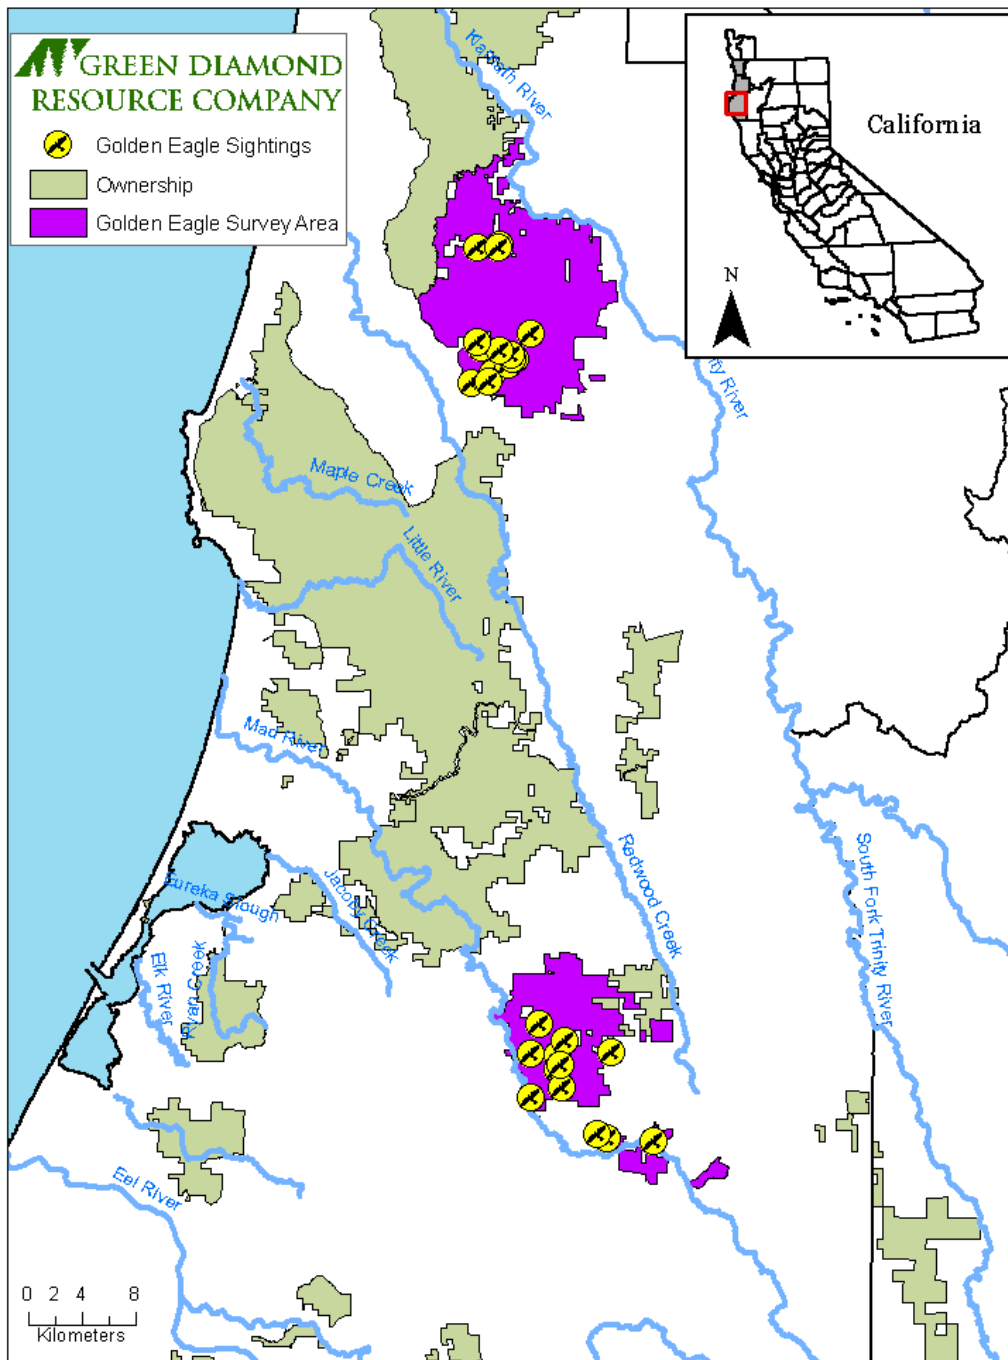 GREEN DIAMOND
RESOURCE COMPANY
Golden Eagle Sightings
Ownership
Golden Eagle Survey Area
Klamath River
California
N
ity River
Maple Creek
Little River
Mad River
Redwood Creek
South Fork Trinity River
Eureka Slough
Jacoby Creek
Elk River
Ryan Creek
Eel River
0 2 4 8
Kilometers